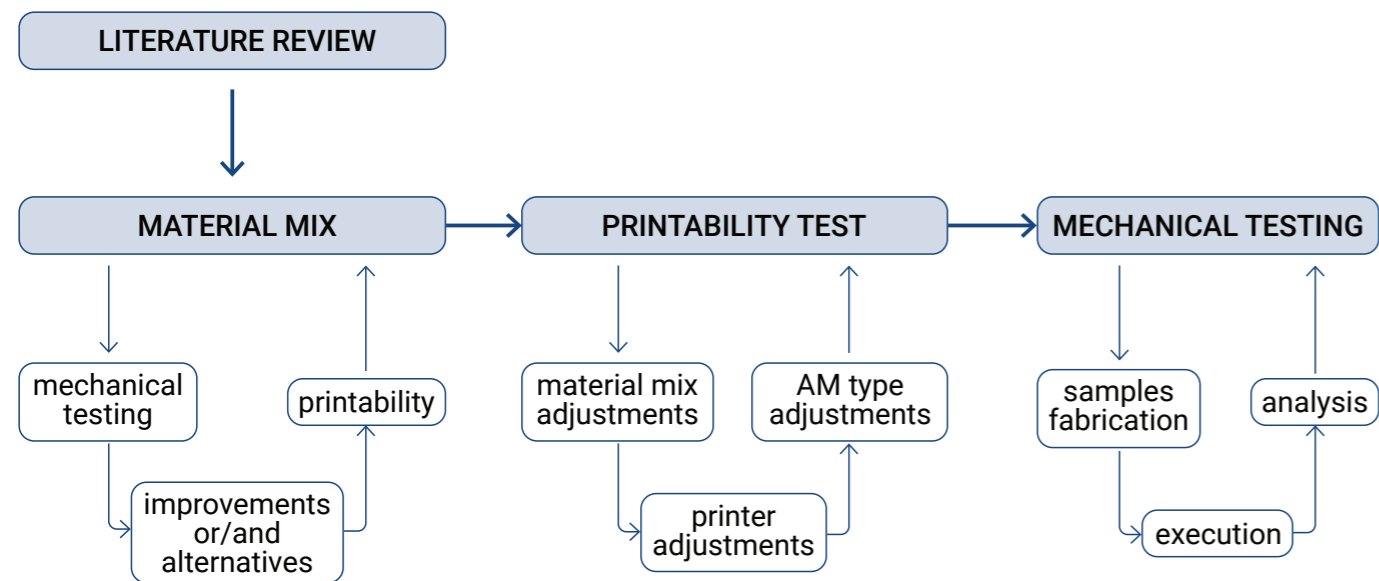 LITERATURE REVIEW
MATERIAL MIX
PRINTABILITY TEST
MECHANICAL TESTING
mechanical
testing
printability
improvements
or/and
alternatives
material mix
adjustments
AM type
adjustments
printer
adjustments
samples
fabrication
analysis
execution